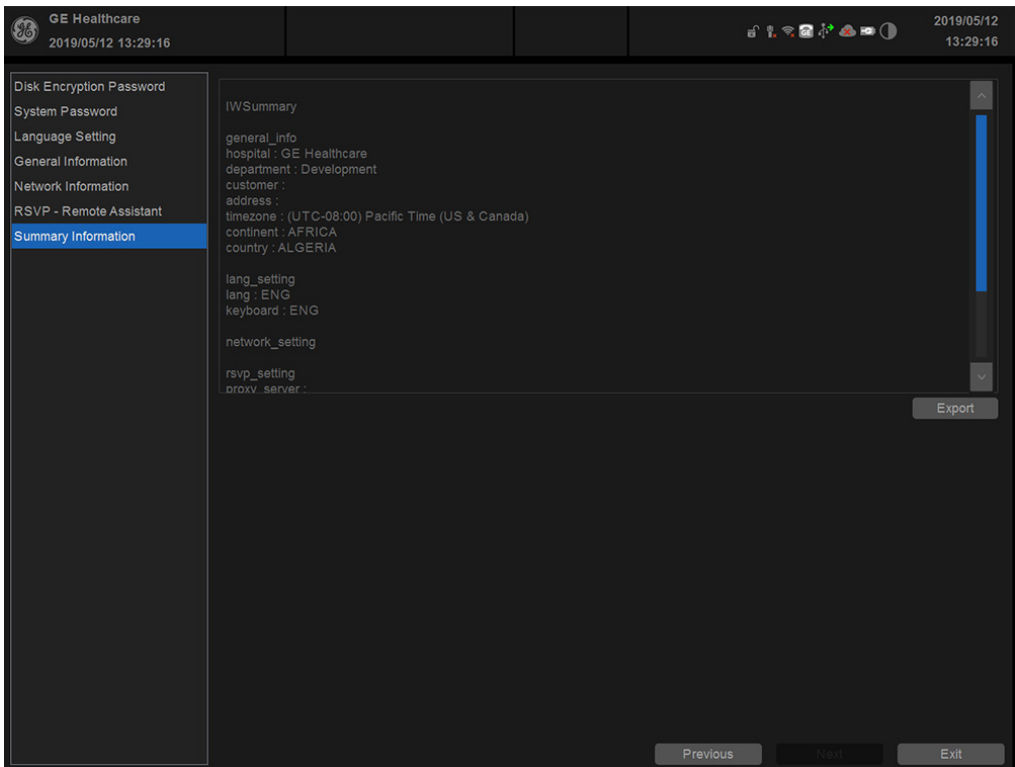 GE Healthcare
2019/05/12 13:29:16
2019/05/12
13:29:16
Disk Encryption Password
System Password
Language Setting
General Information
Network Information
RSVP - Remote Assistant
Summary Information
IWSummary
general_info
hospital : GE Healthcare
department : Development
customer :
address :
timezone : (UTC-08:00) Pacific Time (US & Canada)
continent : AFRICA
country : ALGERIA
lang_setting
lang : ENG
keyboard : ENG
network_setting
rsvp_setting
proxy_server :
Export
Previous
Next
Exit